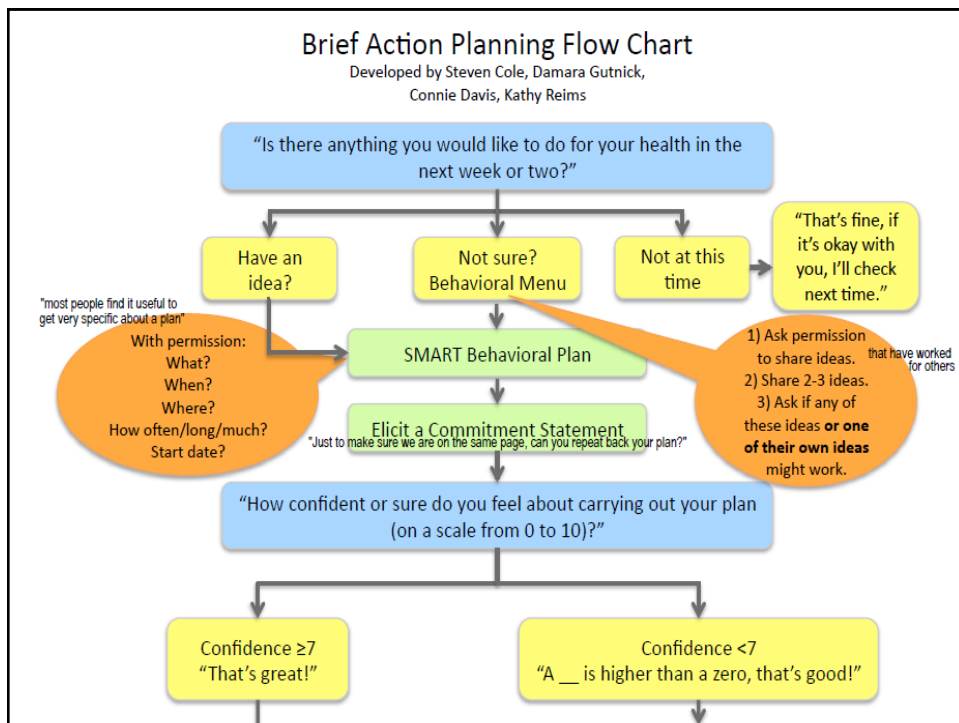 Brief Action Planning Flow Chart
Developed by Steven Cole, Damara Gutnick,
Connie Davis, Kathy Reims
“Is there anything you would like to do for your health in the
next week or two?”
Have an
idea?
Not sure?
Behavioral Menu
Not at this
time
“That’s fine, if
it’s okay with
you, I’ll check
next time.”
"most people find it useful to
get very specific about a plan"
With permission:
What?
When?
Where?
How often/long/much?
Start date?
SMART Behavioral Plan
1) Ask permission
to share ideas.
that have worked
for others
2) Share 2-3 ideas.
3) Ask if any of
these ideas or one
of their own ideas
might work.
Elicit a Commitment Statement
"Just to make sure we are on the same page, can you repeat back your plan?"
“How confident or sure do you feel about carrying out your plan
(on a scale from 0 to 10)?”
Confidence ≥7
“That’s great!”
Confidence <7
“A __ is higher than a zero, that’s good!”